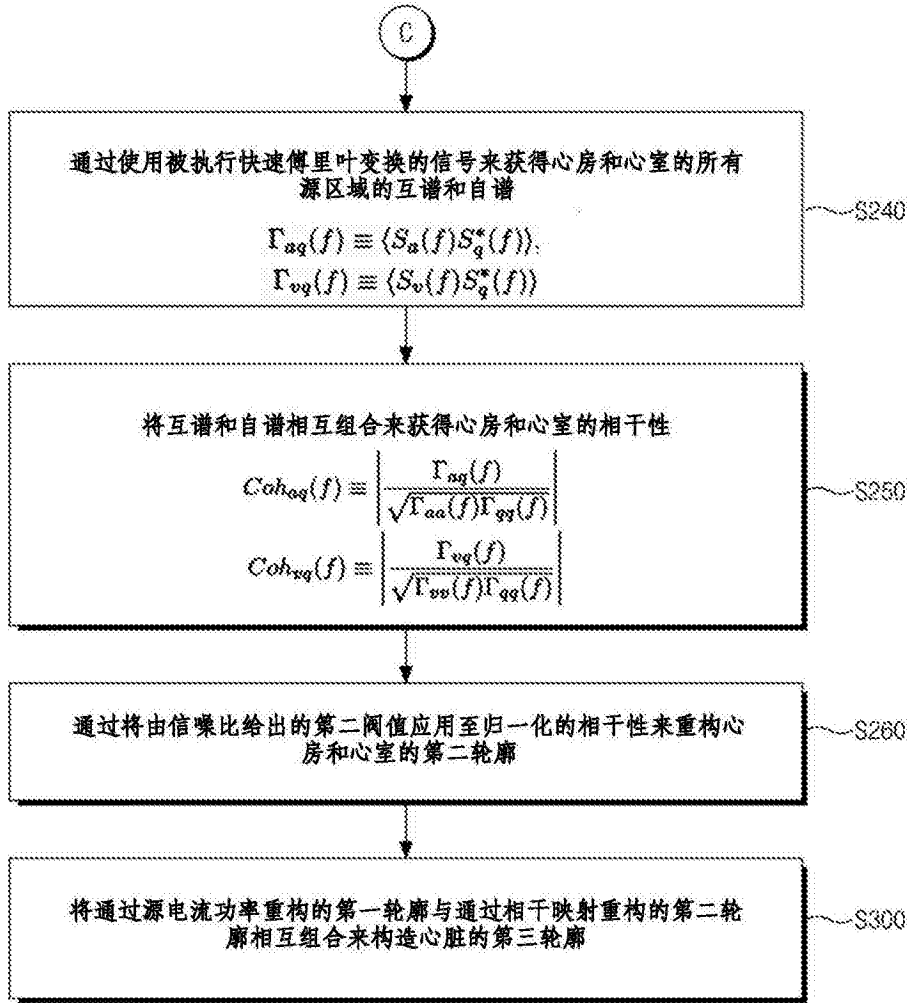 C
通过使用被执行快速傅里叶变换的信号来获得心房和心室的所有
源区域的互谱和自谱
Γaq(f) ≡ ⟨Sa(f)S*q(f)⟩,
Γvq(f) ≡ ⟨Sv(f)S*q(f)⟩
S240
将互谱和自谱相互组合来获得心房和心室的相干性
Cohaq(f) ≡ |Γaq(f) / √Γaa(f)Γqq(f)|
Cohvq(f) ≡ |Γvq(f) / √Γvv(f)Γqq(f)|
S250
通过将由信噪比给出的第二阀值应用至归一化的相干性来重构心
房和心室的第二轮廓
S260
将通过源电流功率重构的第一轮廓与通过相干映射重构的第二轮
廓相互组合来构造心脏的第三轮廓
S300